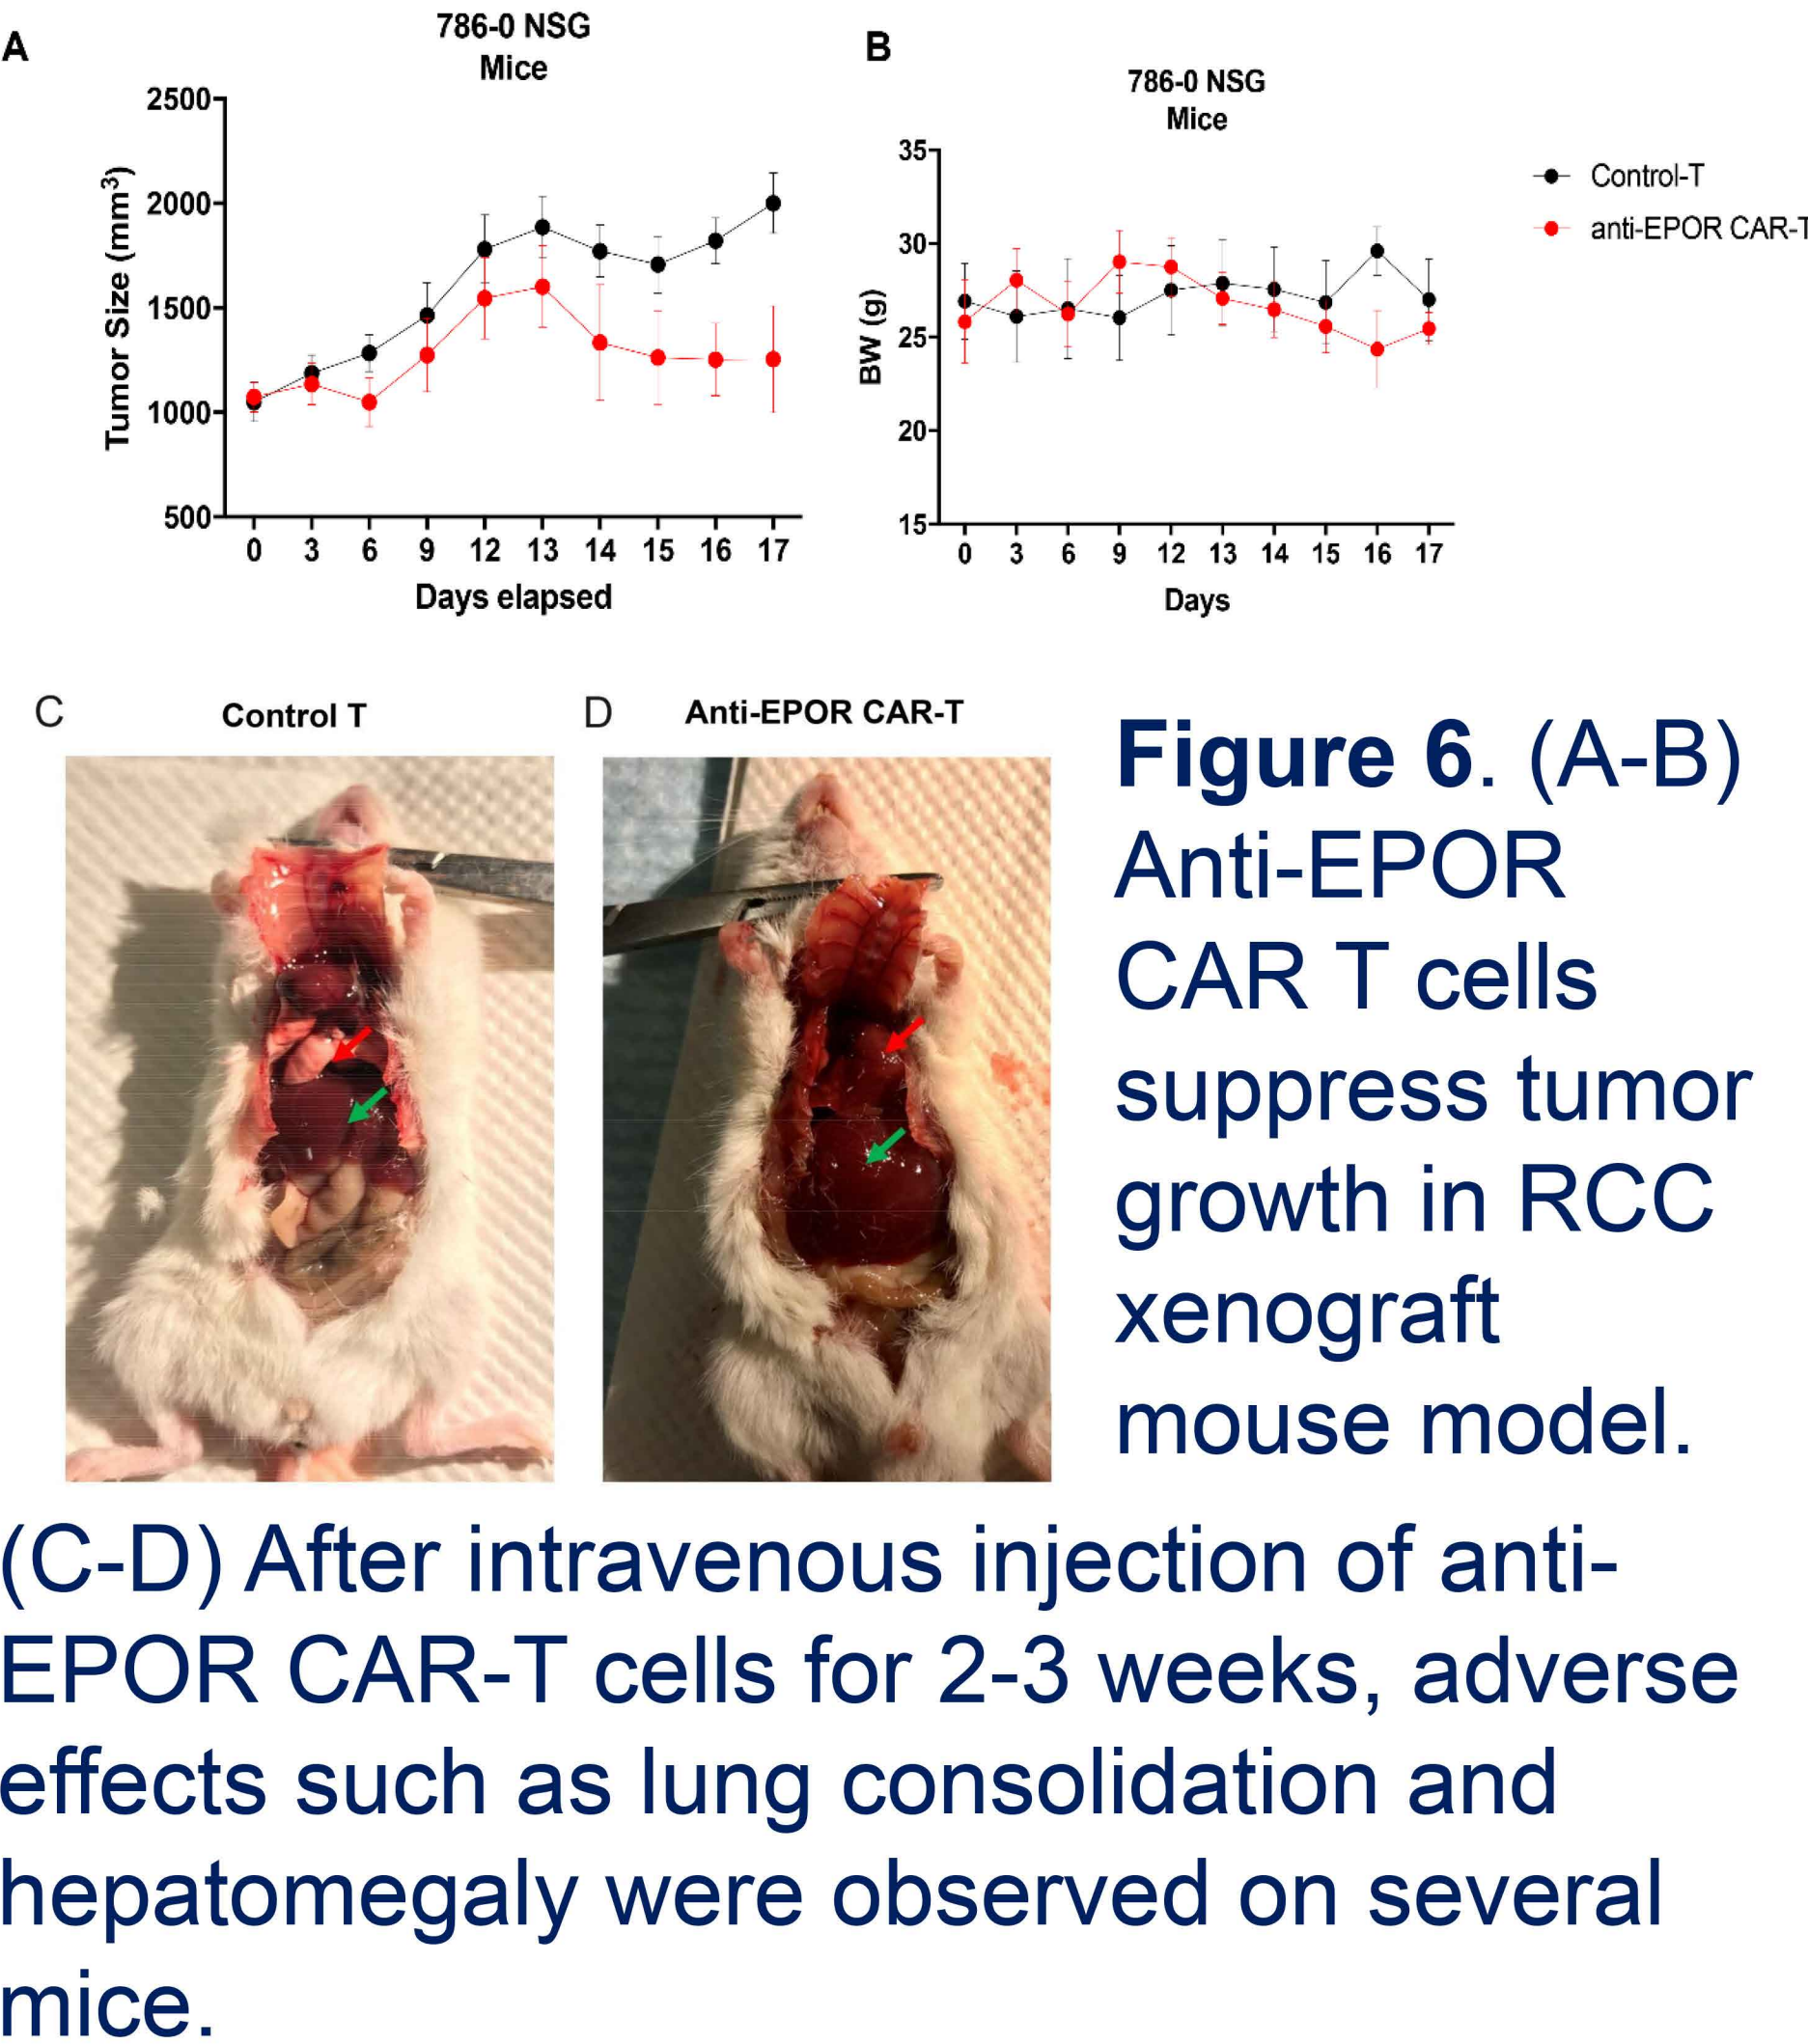 A
786-0 NSG
Mice
2500
2000
1500
1000
500
Tumor Size (mm³)
0 3 6 9 12 13 14 15 16 17
Days elapsed
B
786-0 NSG
Mice
35
30
25
20
15
BW (g)
0 3 6 9 12 13 14 15 16 17
Days
Control-T
anti-EPOR CAR-T
C
Control T
D
Anti-EPOR CAR-T
Figure 6. (A-B)
Anti-EPOR
CAR T cells
suppress tumor
growth in RCC
xenograft
mouse model.
(C-D) After intravenous injection of anti-
EPOR CAR-T cells for 2-3 weeks, adverse
effects such as lung consolidation and
hepatomegaly were observed on several
mice.